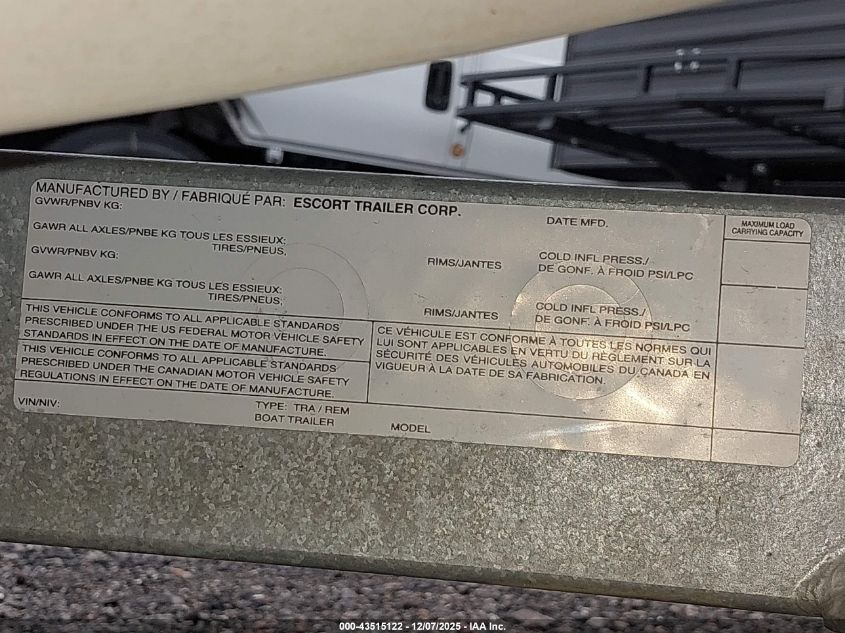 MANUFACTURED BY / FABRIQUÉ PAR: ESCORT TRAILER CORP.
GVWR/PNBV KG:
DATE MFD.
MAXIMUM LOAD
CARRYING CAPACITY
GAWR ALL AXLES/PNBE KG TOUS LES ESSIEUX:
TIRES/PNEUS,
RIMS/JANTES
COLD INFL PRESS./
DE GONF. À FROID PSI/LPC
GVWR/PNBV KG:
GAWR ALL AXLES/PNBE KG TOUS LES ESSIEUX:
TIRES/PNEUS,
RIMS/JANTES
COLD INFL PRESS./
DE GONF. À FROID PSI/LPC
THIS VEHICLE CONFORMS TO ALL APPLICABLE STANDARDS
PRESCRIBED UNDER THE US FEDERAL MOTOR VEHICLE SAFETY
STANDARDS IN EFFECT ON THE DATE OF MANUFACTURE.
THIS VEHICLE CONFORMS TO ALL APPLICABLE STANDARDS
PRESCRIBED UNDER THE CANADIAN MOTOR VEHICLE SAFETY
REGULATIONS IN EFFECT ON THE DATE OF MANUFACTURE.
CE VÉHICULE EST CONFORME À TOUTES LES NORMES QUI
LUI SONT APPLICABLES EN VERTU DU RÈGLEMENT SUR LA
SÉCURITÉ DES VÉHICULES AUTOMOBILES DU CANADA EN
VIGUEUR À LA DATE DE SA FABRICATION.
VIN/NIV:
TYPE: TRA / REM
BOAT TRAILER
MODEL
000-43515122 - 12/07/2025 - IAA Inc.